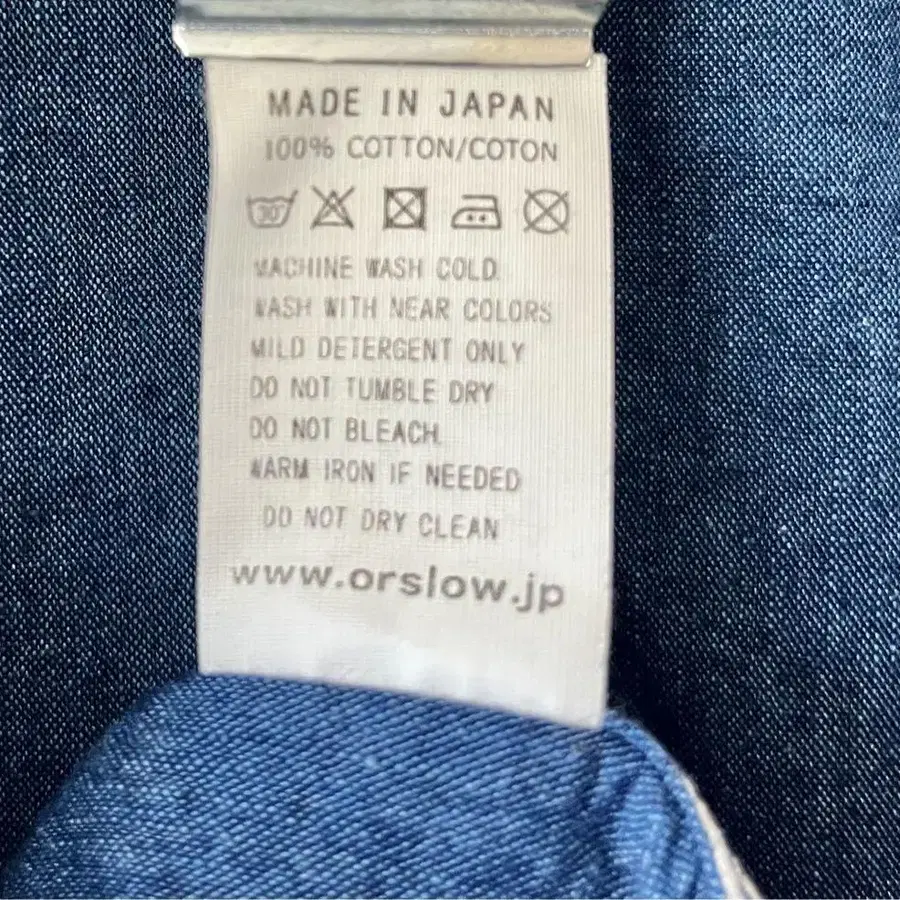 MADE IN JAPAN
100% COTTON/COTON
30°
MACHINE WASH COLD
WASH WITH NEAR COLORS
MILD DETERGENT ONLY
DO NOT TUMBLE DRY
DO NOT BLEACH
WARM IRON IF NEEDED
DO NOT DRY CLEAN
www.orslow.jp